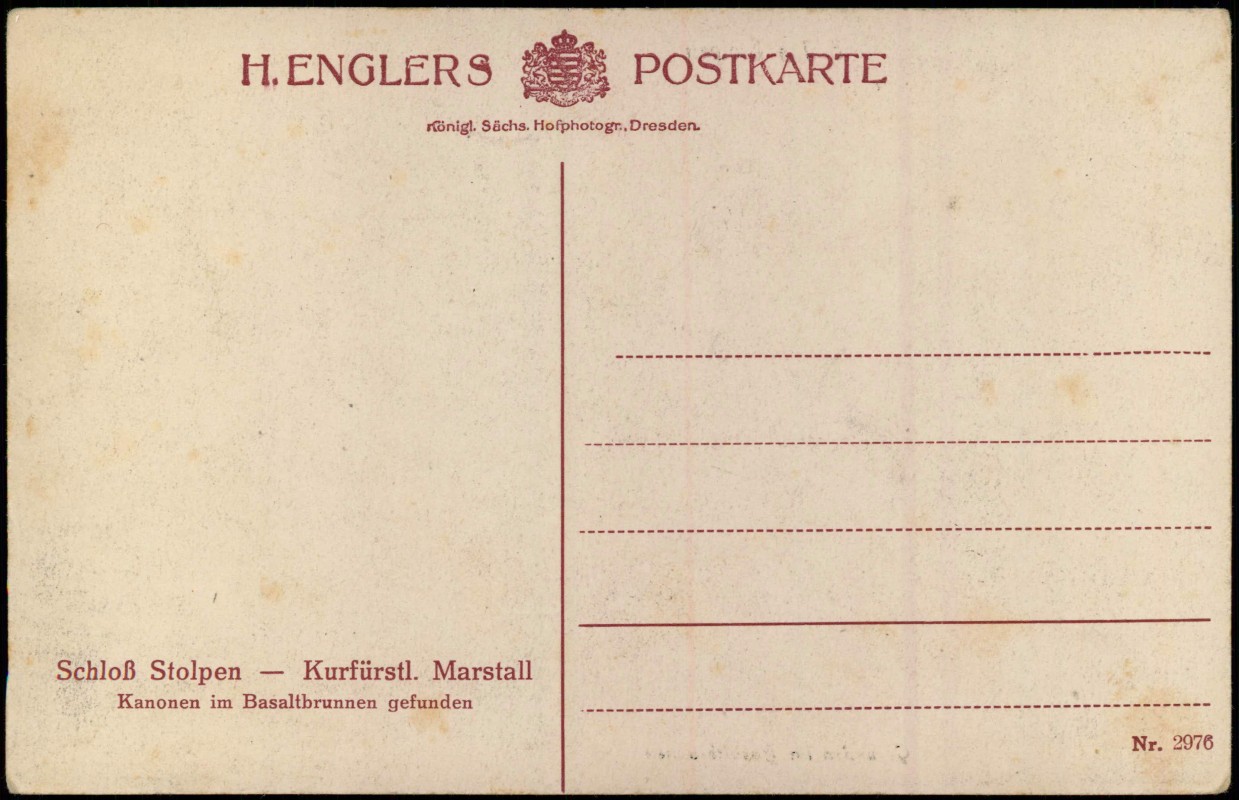 H. ENGLERS POSTKARTE
Königl. Sächs. Hofphotogr., Dresden.
Schloß Stolpen — Kurfürstl. Marstall
Kanonen im Basaltbrunnen gefunden
Nr. 2976